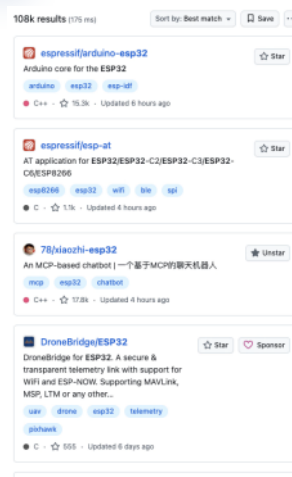 108k results (175 ms)
Sort by: Best match
Save
espressif/arduino-esp32
Star
Arduino core for the ESP32
arduino esp32 esp-idf
C++ · 15.3k · Updated 6 hours ago
espressif/esp-at
Star
AT application for ESP32/ESP32-C2/ESP32-C3/ESP32-
C6/ESP8266
esp8266 esp32 wifi ble spi
C · 1.1k · Updated 4 hours ago
78/xiaozhi-esp32
Unstar
An MCP-based chatbot | 一个基于MCP的聊天机器人
mcp esp32 chatbot
C++ · 17.8k · Updated 4 hours ago
DroneBridge/ESP32
Star
Sponsor
DroneBridge for ESP32. A secure &
transparent telemetry link with support for
WiFi and ESP-NOW. Supporting MAVLink,
MSP, LTM or any other...
uav drone esp32 telemetry
pixhawk
C · 555 · Updated 6 days ago